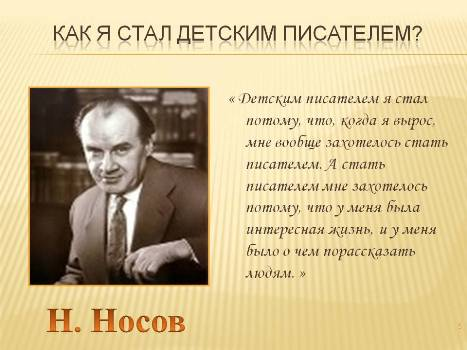 КАК Я СТАЛ ДЕТСКИМ ПИСАТЕЛЕМ?
« Детским писателем я стал
потому, что, когда я вырос,
мне вообще захотелось стать
писателем. А стать
писателем мне захотелось
потому, что у меня была
интересная жизнь, и у меня
было о чем порассказать
людям. »
Н. Носов